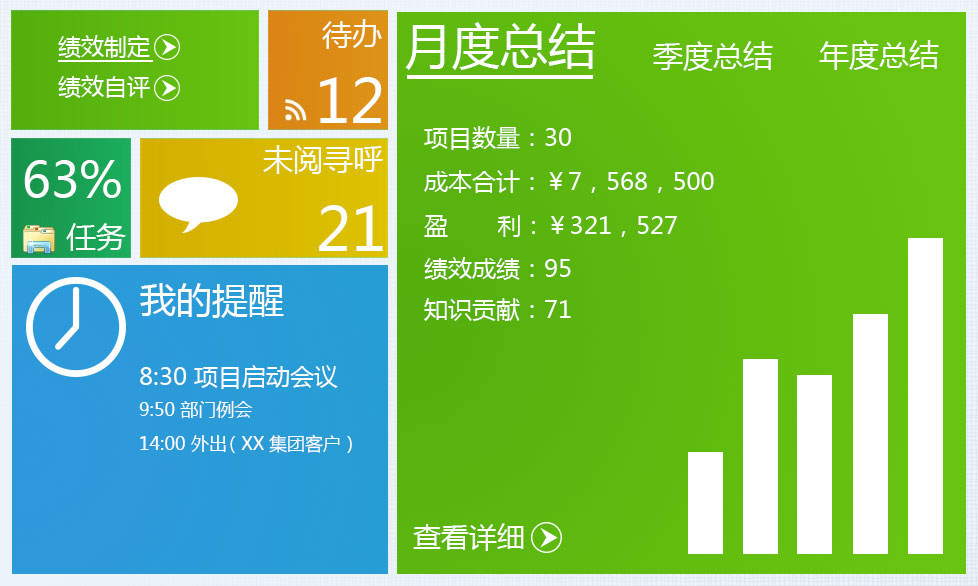 绩效制定
绩效自评
待办
12
63%
任务
未阅寻呼
21
我的提醒
8:30 项目启动会议
9:50 部门例会
14:00 外出（XX 集团客户）
月度总结 季度总结 年度总结
项目数量：30
成本合计：￥7，568，500
盈 利：￥321，527
绩效成绩：95
知识贡献：71
查看详细